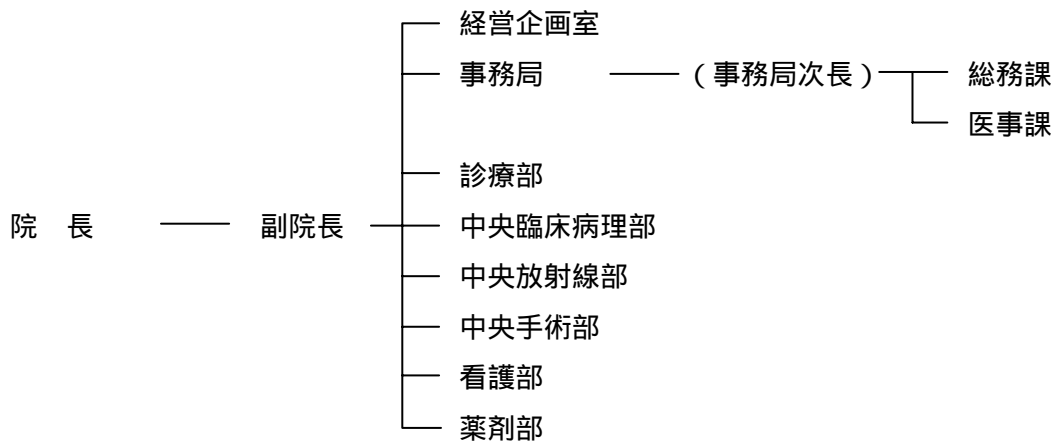 経営企画室
事務局 （事務局次長） 総務課
医事課
診療部
院　長 副院長 中央臨床病理部
中央放射線部
中央手術部
看護部
薬剤部